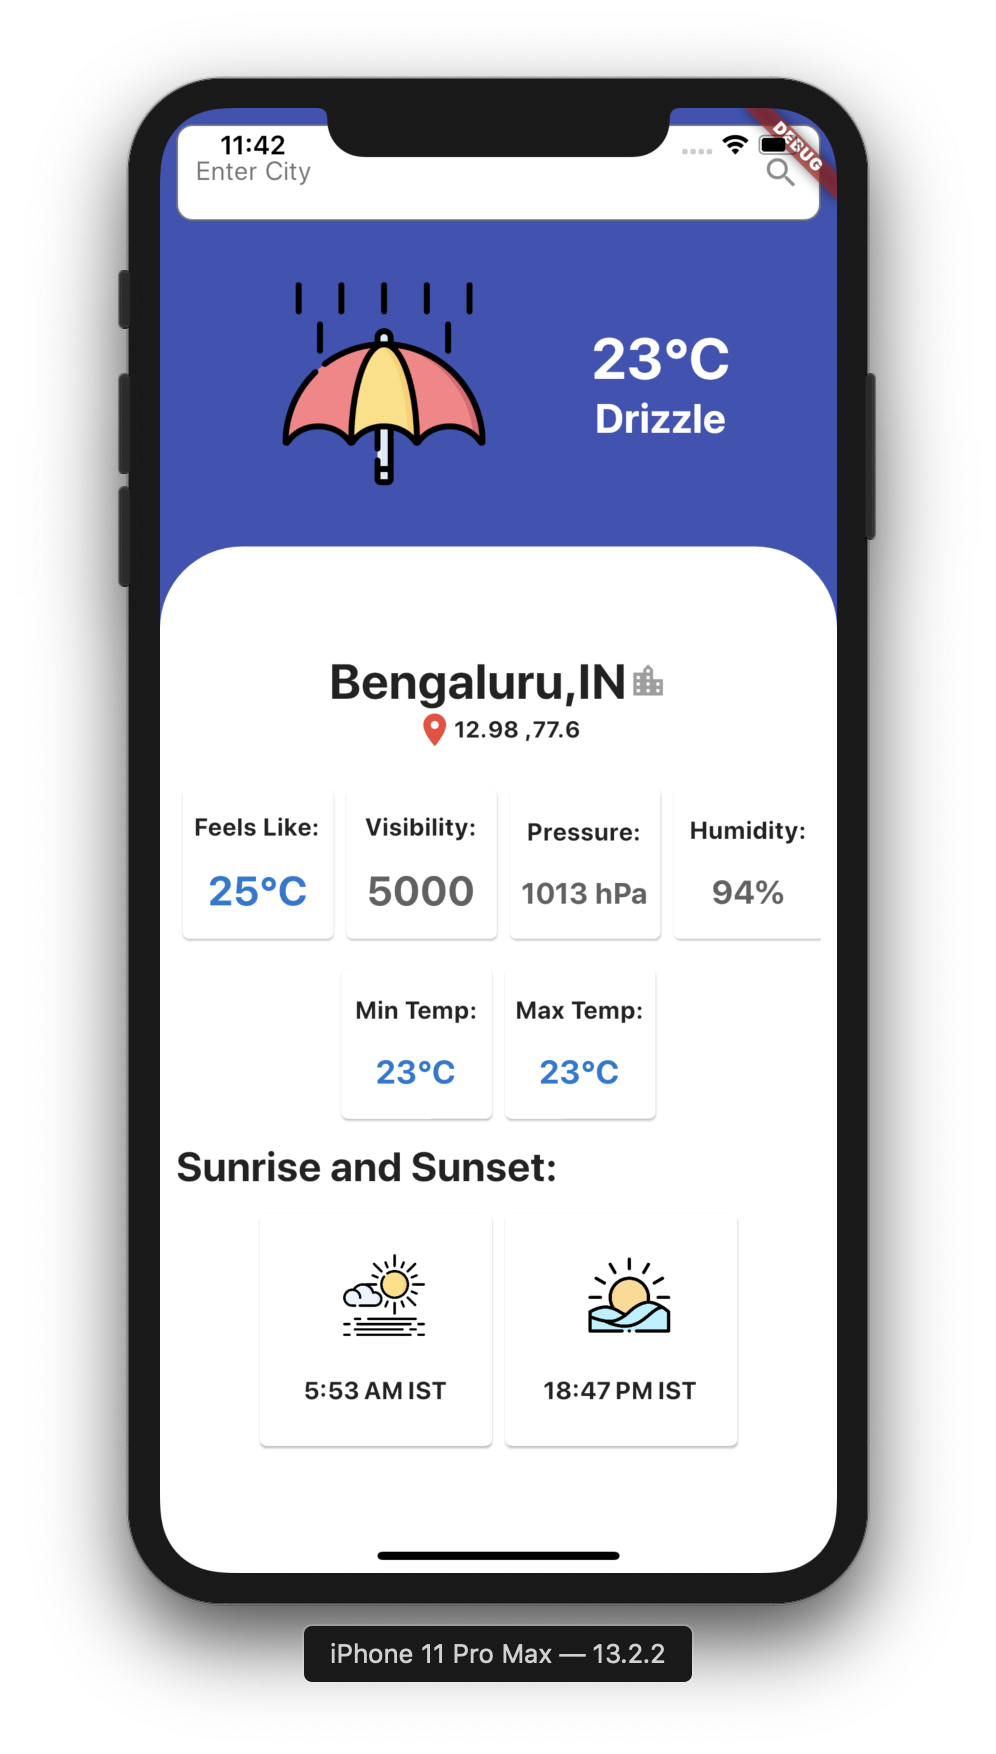 11:42
DEBUG
Enter City
23°C
Drizzle
Bengaluru,IN
12.98 ,77.6
Feels Like: Visibility: Pressure: Humidity:
25°C 5000 1013 hPa 94%
Min Temp: Max Temp:
23°C 23°C
Sunrise and Sunset:
5:53 AM IST 18:47 PM IST
iPhone 11 Pro Max — 13.2.2